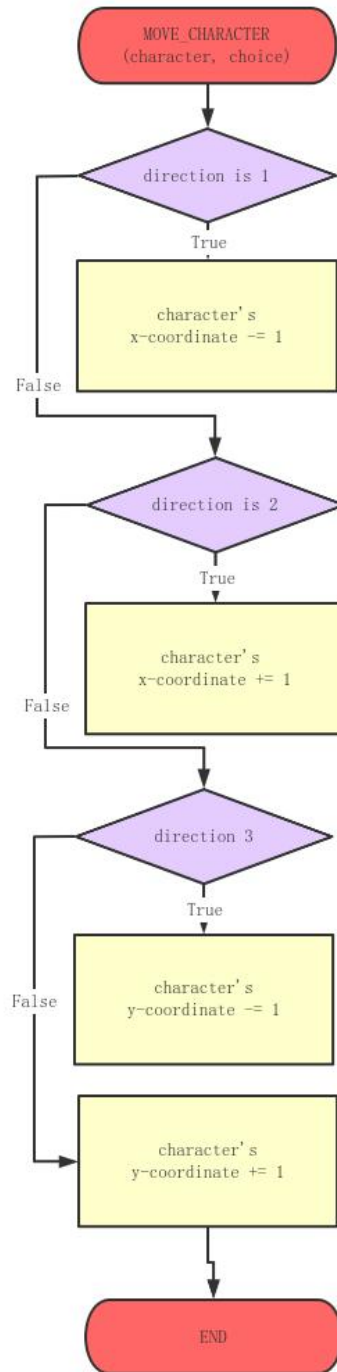 MOVE_CHARACTER
(character, choice)
direction is 1
True
character's
x-coordinate -= 1
False
direction is 2
True
character's
x-coordinate += 1
False
direction 3
True
character's
y-coordinate -= 1
False
character's
y-coordinate += 1
END